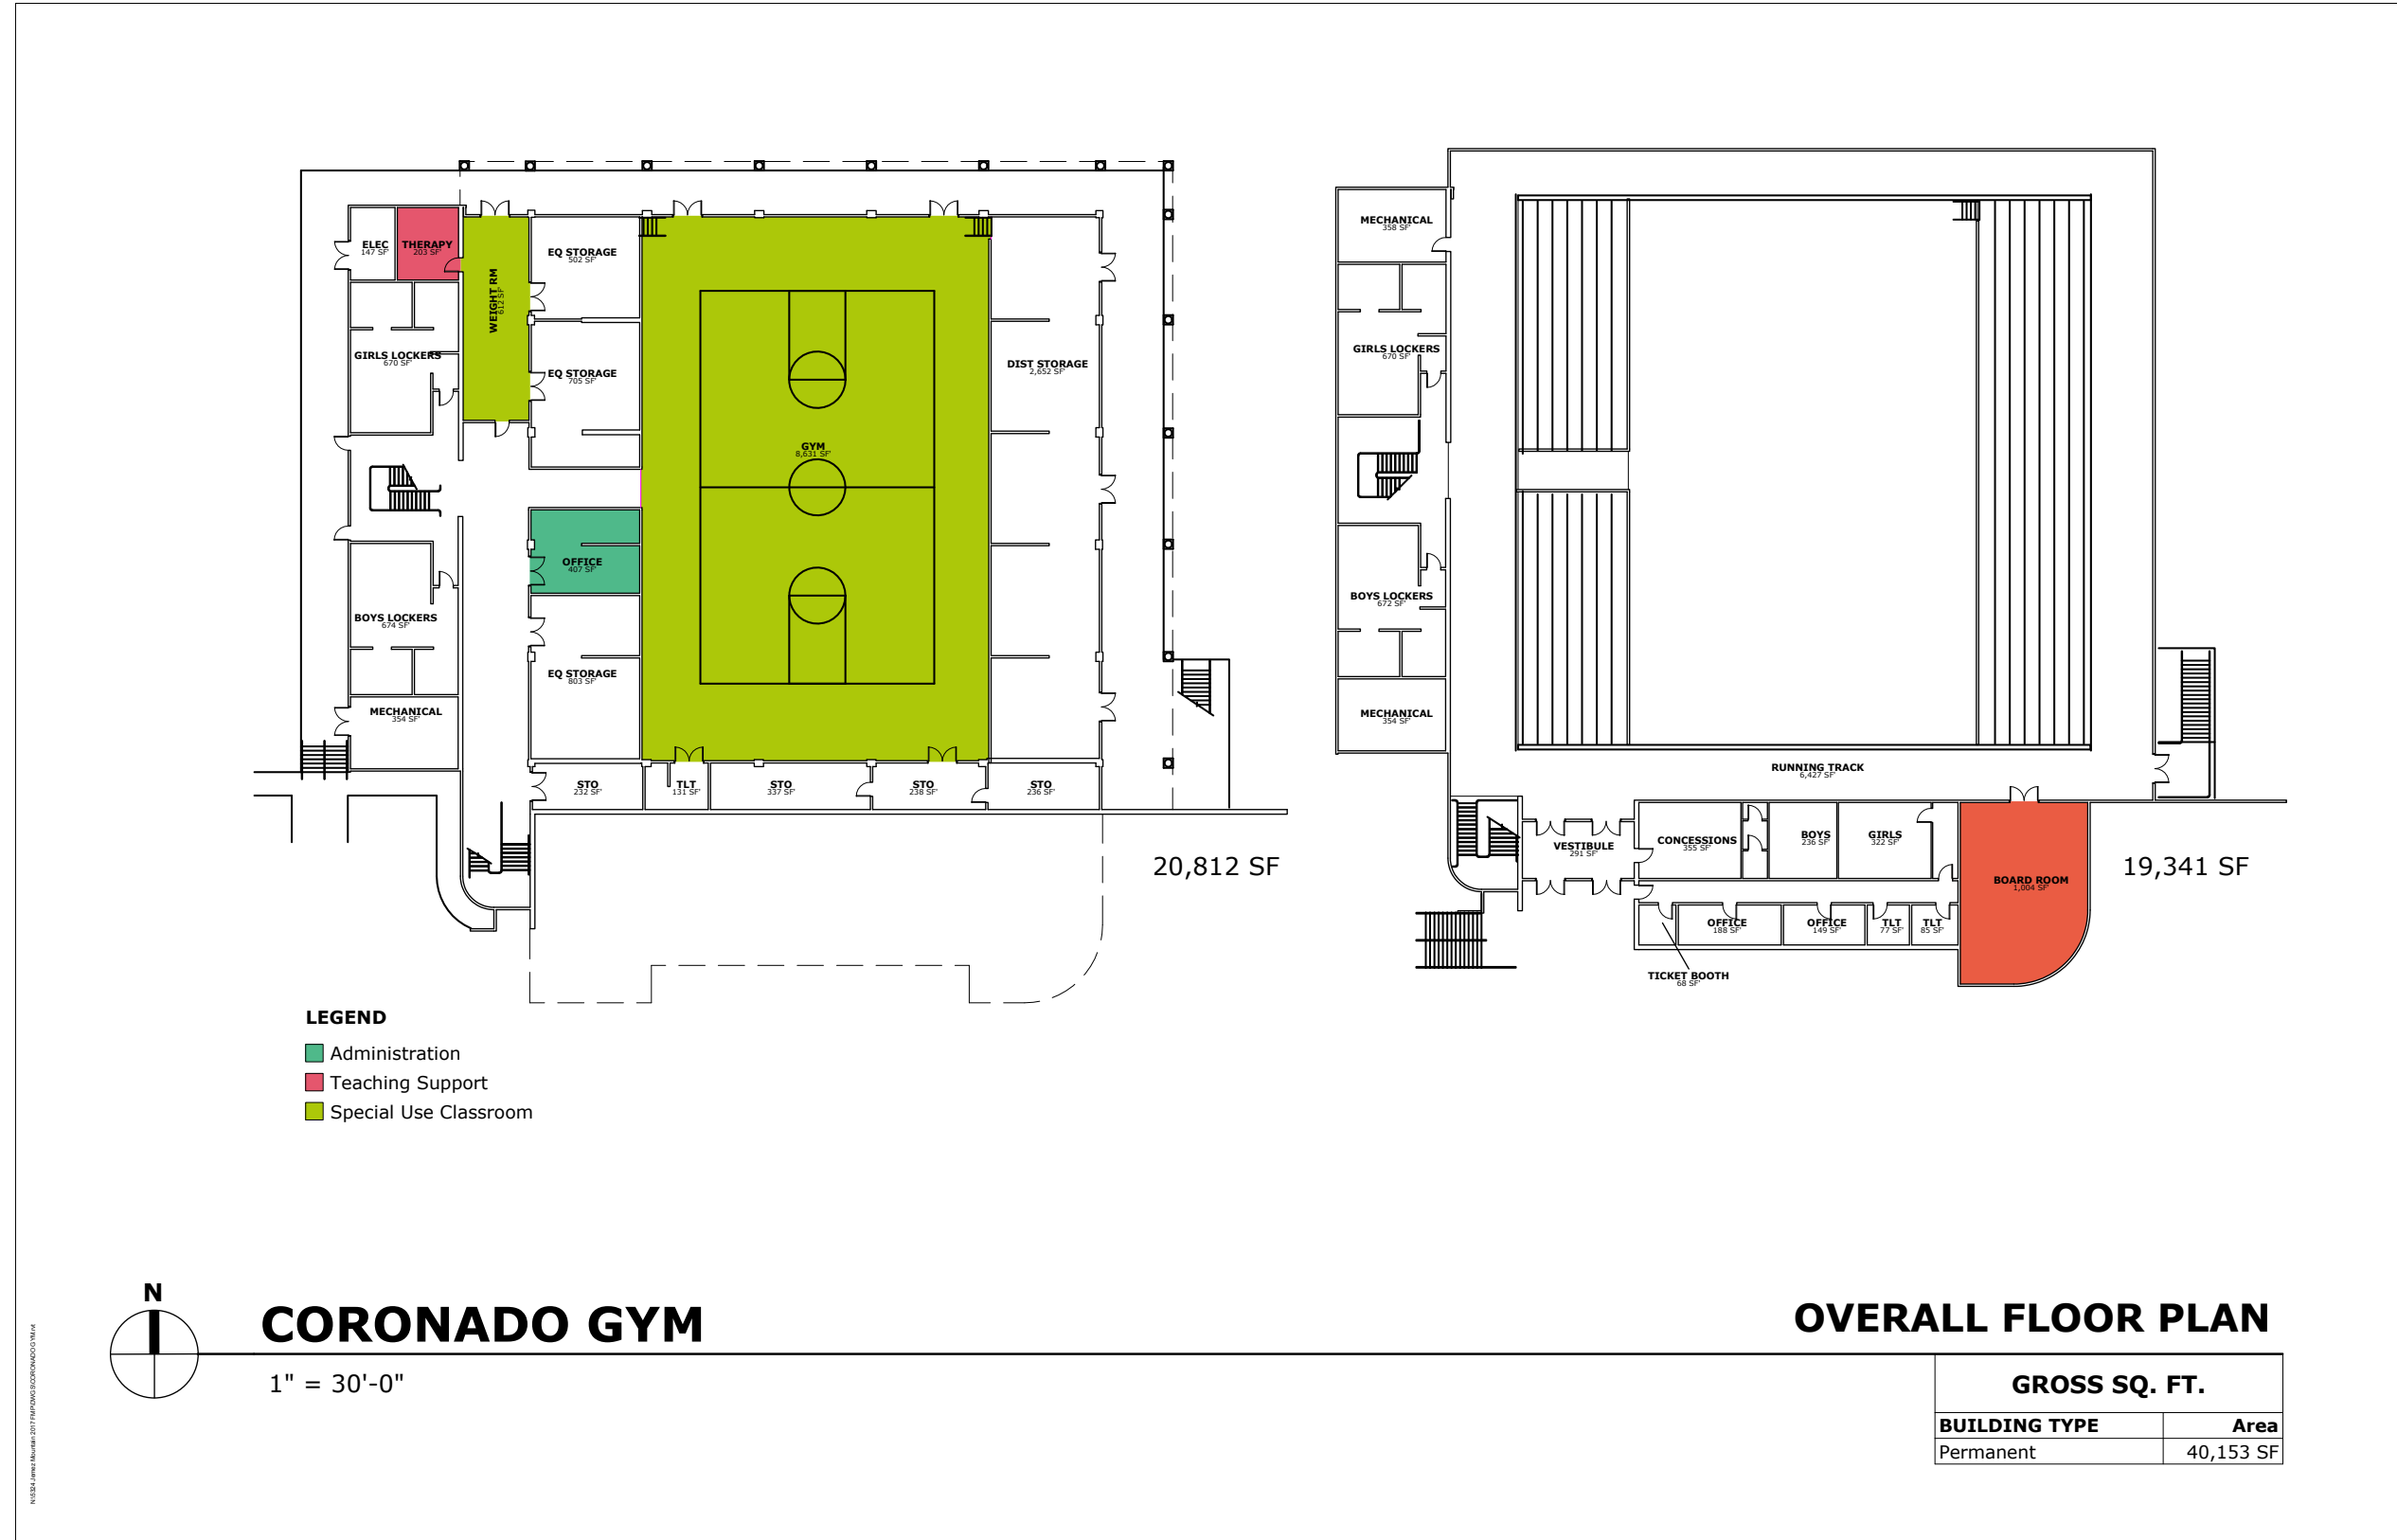 ELEC
147 SF
THERAPY
203 SF
WEIGHT RM
612 SF
EQ STORAGE
502 SF
GIRLS LOCKERS
670 SF
EQ STORAGE
705 SF
DIST STORAGE
2,652 SF
GYM
8,631 SF
OFFICE
407 SF
BOYS LOCKERS
674 SF
EQ STORAGE
803 SF
MECHANICAL
354 SF
STO
232 SF
TLT
131 SF
STO
337 SF
STO
238 SF
STO
236 SF
20,812 SF
MECHANICAL
358 SF
GIRLS LOCKERS
670 SF
BOYS LOCKERS
672 SF
MECHANICAL
354 SF
RUNNING TRACK
6,427 SF
VESTIBULE
291 SF
CONCESSIONS
355 SF
BOYS
236 SF
GIRLS
322 SF
BOARD ROOM
1,004 SF
OFFICE
188 SF
OFFICE
149 SF
TLT
77 SF
TLT
85 SF
TICKET BOOTH
68 SF
19,341 SF
LEGEND
Administration
Teaching Support
Special Use Classroom
N
CORONADO GYM
1" = 30'-0"
OVERALL FLOOR PLAN
GROSS SQ. FT.
BUILDING TYPE Area
Permanent 40,153 SF